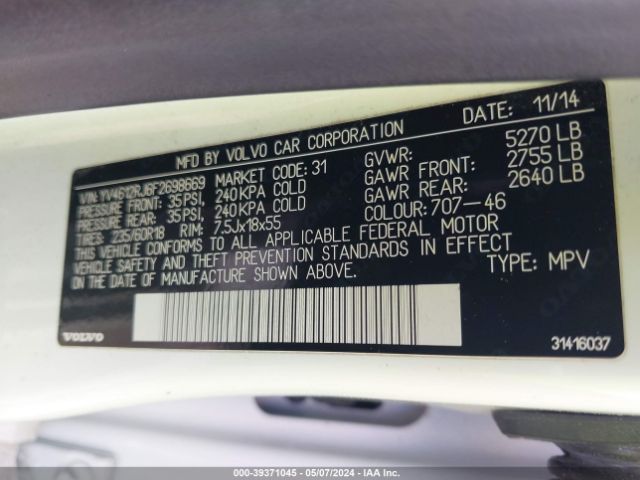 MFD BY VOLVO CAR CORPORATION DATE: 11/14
VIN: YV4612RJ6F2698669 MARKET CODE: 31 GVWR: 5270 LB
PRESSURE FRONT: 35PSI, 240KPA COLD GAWR FRONT: 2755 LB
PRESSURE REAR: 35PSI, 240KPA COLD GAWR REAR: 2640 LB
TIRES: 235/60R18 RIM: 7.5Jx18x55 COLOUR: 707-46
THIS VEHICLE CONFORMS TO ALL APPLICABLE FEDERAL MOTOR
VEHICLE SAFETY AND THEFT PREVENTION STANDARDS IN EFFECT
ON THE DATE OF MANUFACTURE SHOWN ABOVE. TYPE: MPV
VOLVO 31416037
000-39371045 - 05/07/2024 - IAA Inc.